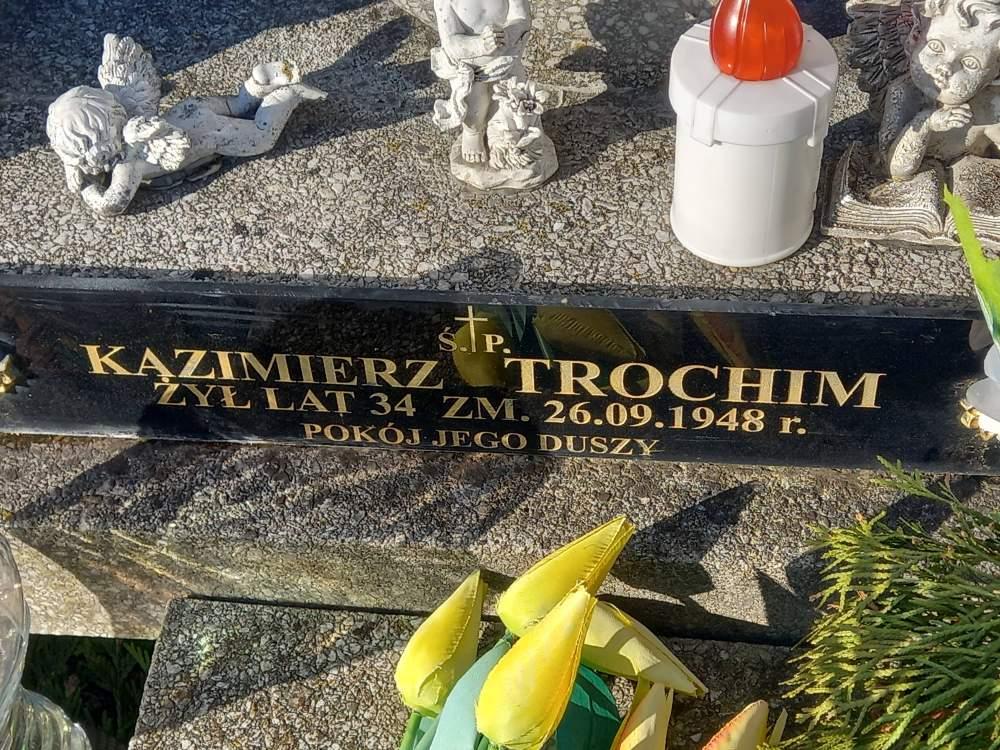 Ś.†P.
KAZIMIERZ TROCHIM
ŻYŁ LAT 34 ZM. 26.09.1948 r.
POKÓJ JEGO DUSZY